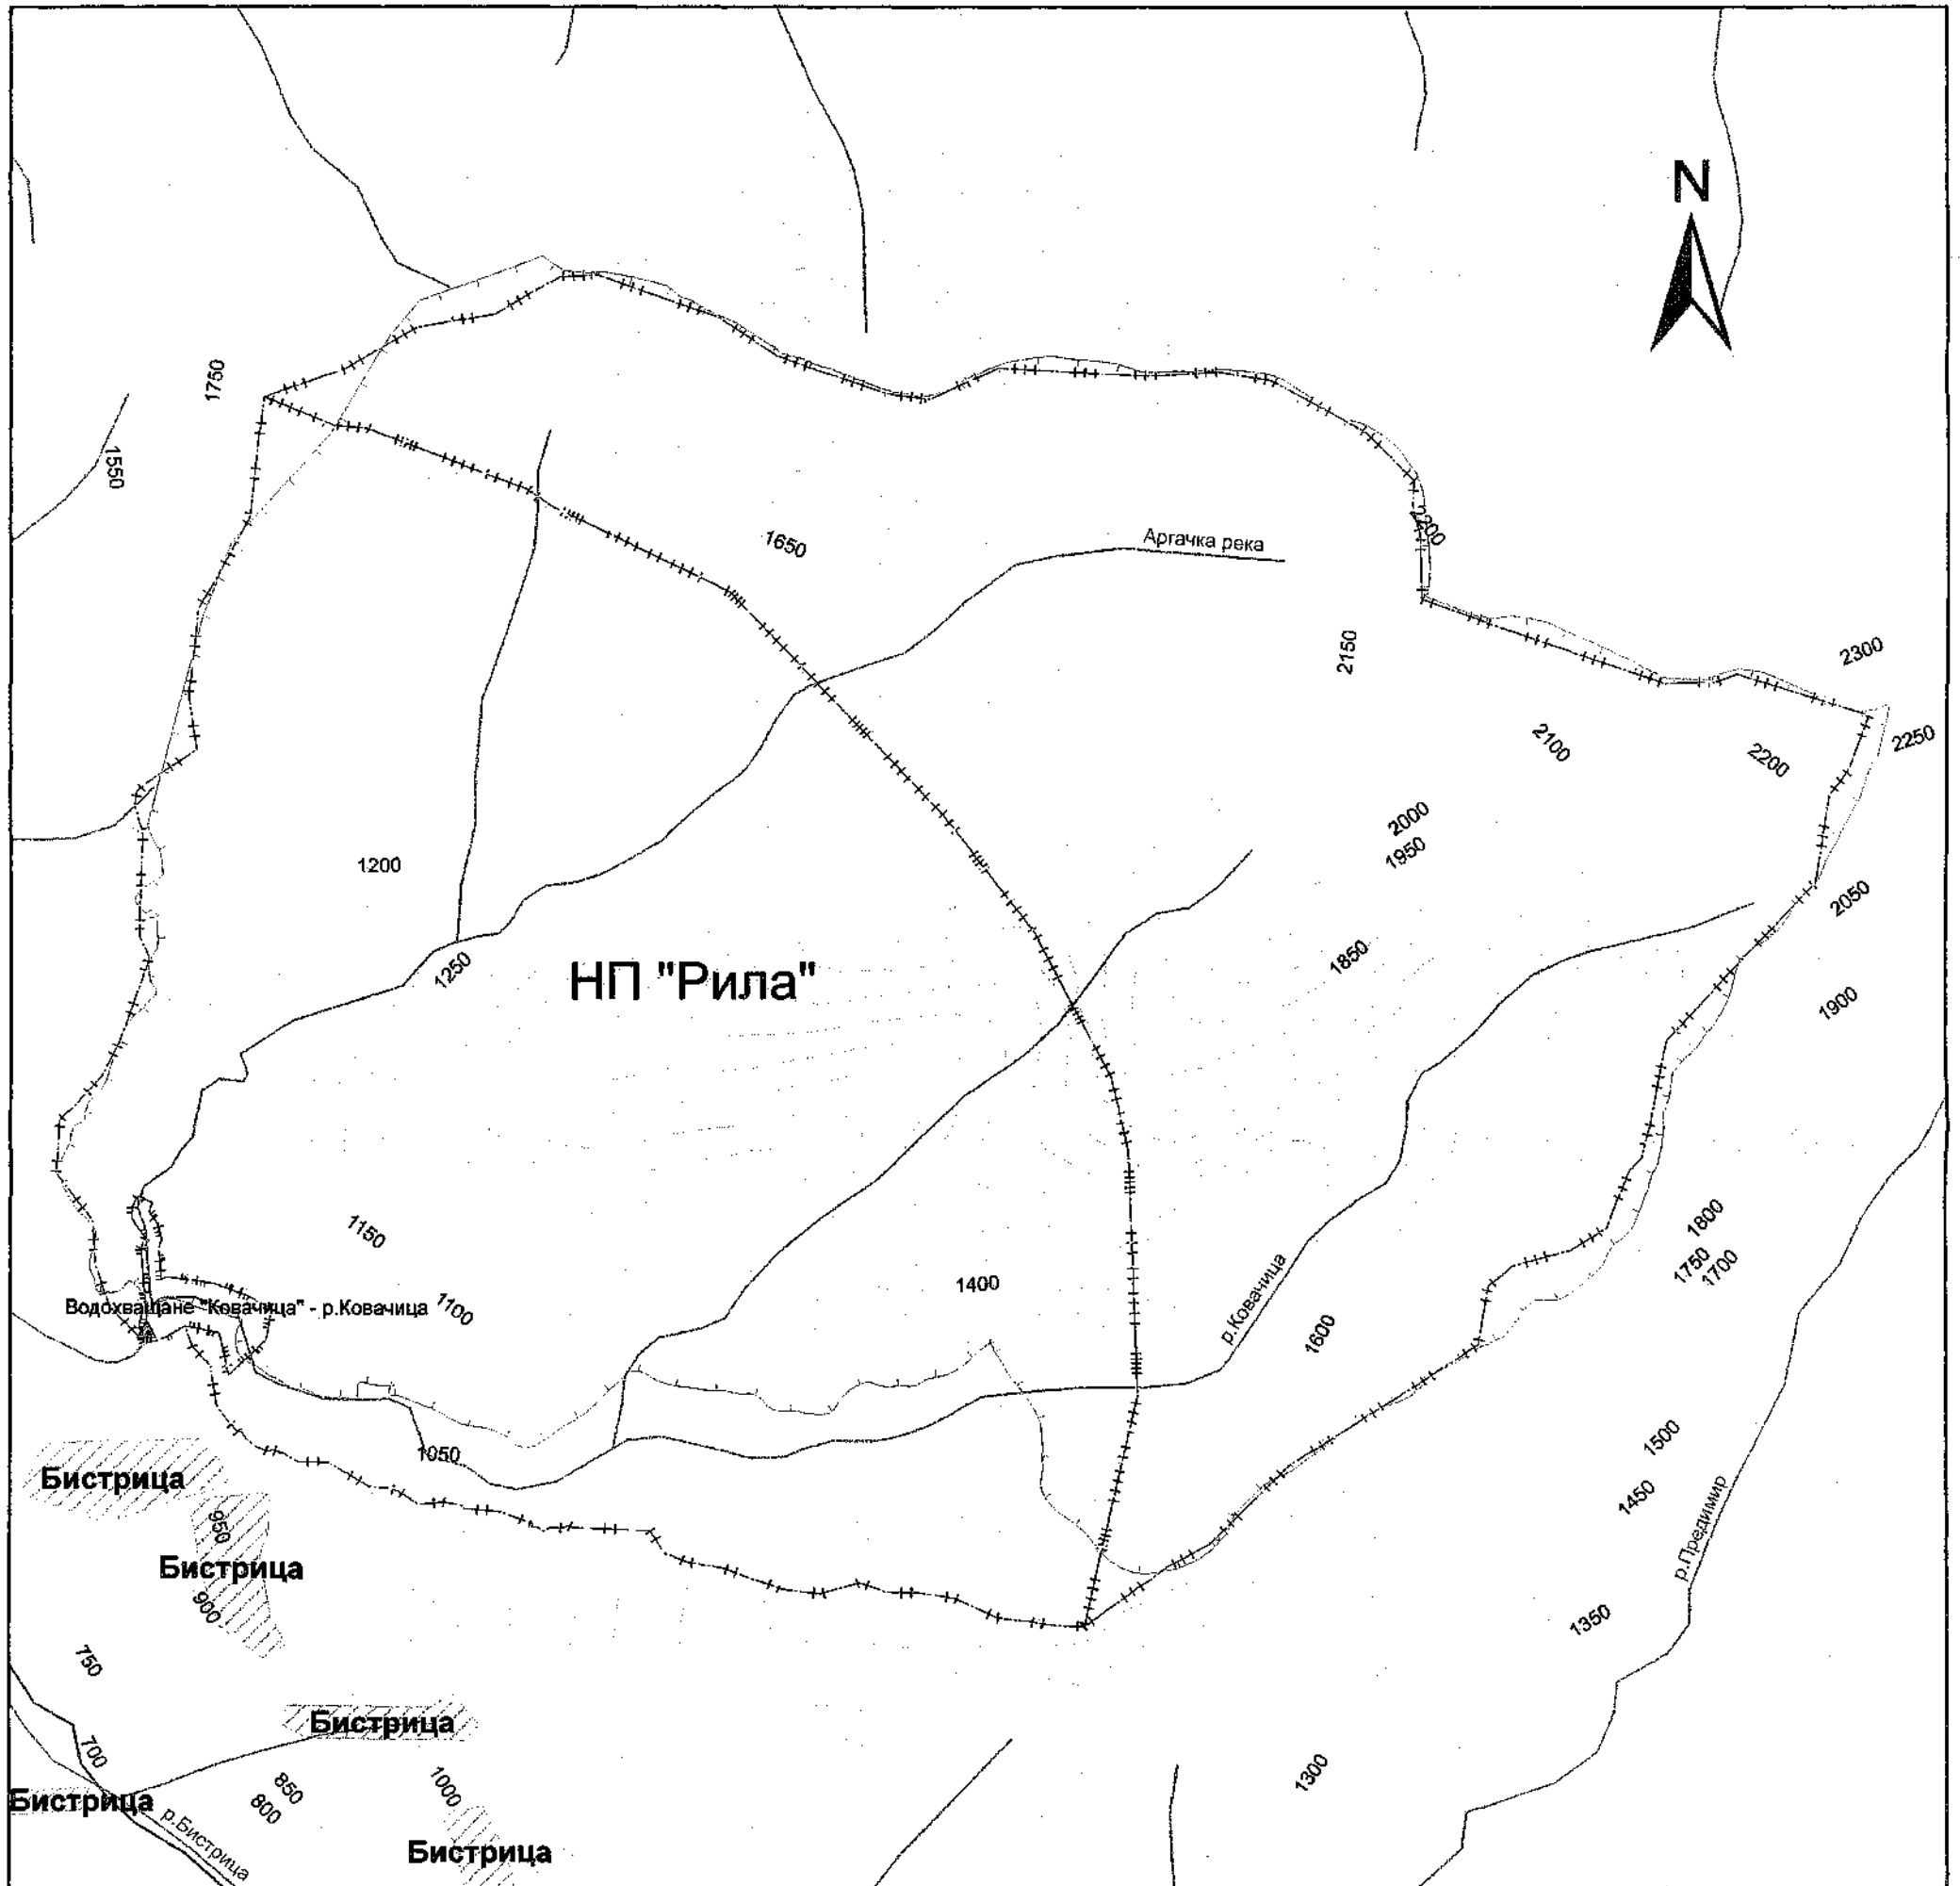 N
1750
1550
1650
Аргачка река
2200
2150
2300
2250
2100
2200
2000
1950
1200
2050
1250
НП "Рила"
1850
1900
1150
1800
1750
1700
1400
Водохващане "Ковачица" - р.Ковачица
1100
р.Ковачица
1600
1050
1500
Бистрица
1450
950
р.Предимир
Бистрица
900
1350
750
Бистрица
700
1300
850
1000
800
Бистрица
р.Бистрица
Бистрица